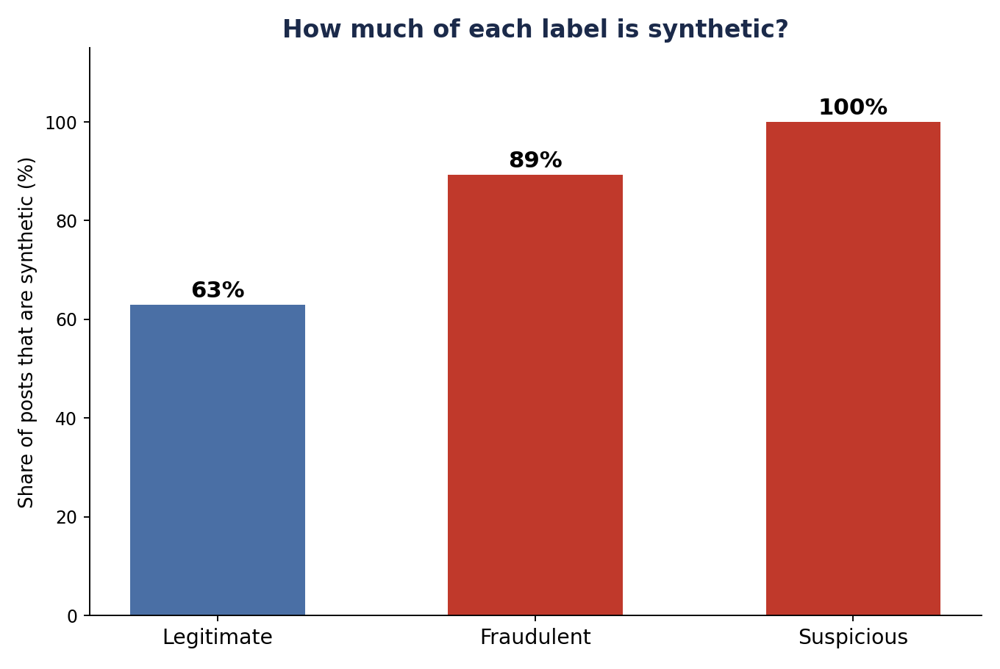 How much of each label is synthetic?
Share of posts that are synthetic (%)
100
80
60
40
20
0
63%
89%
100%
Legitimate
Fraudulent
Suspicious